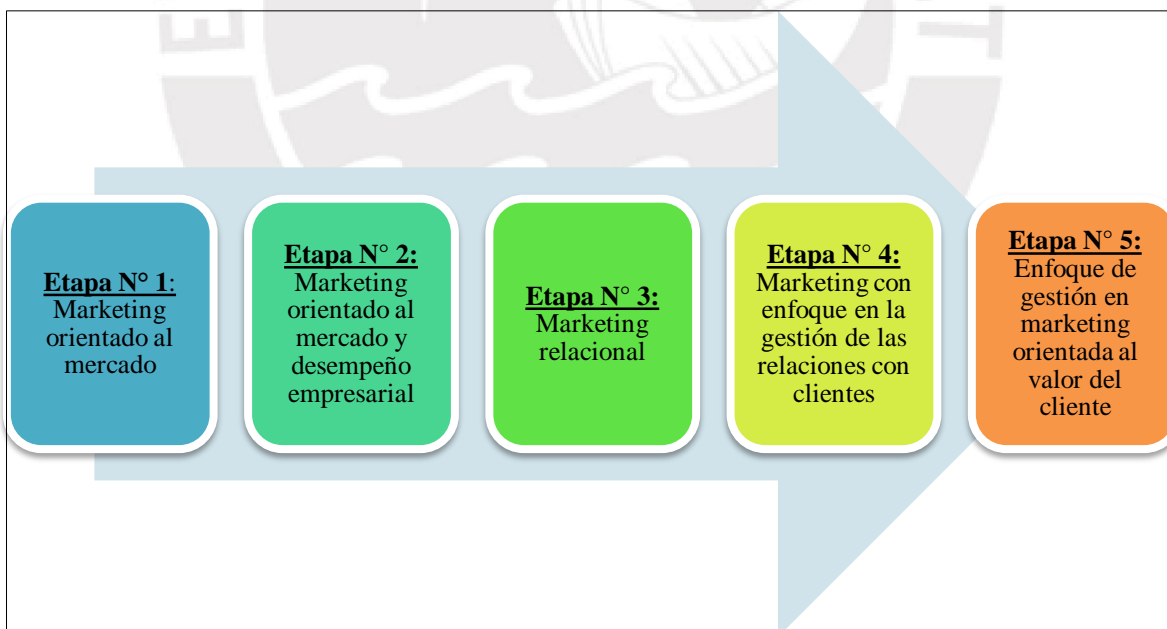 Etapa N° 1:
Marketing
orientado al
mercado
Etapa N° 2:
Marketing
orientado al
mercado y
desempeño
empresarial
Etapa N° 3:
Marketing
relacional
Etapa N° 4:
Marketing con
enfoque en la
gestión de las
relaciones con
clientes
Etapa N° 5:
Enfoque de
gestión en
marketing
orientada al
valor del
cliente